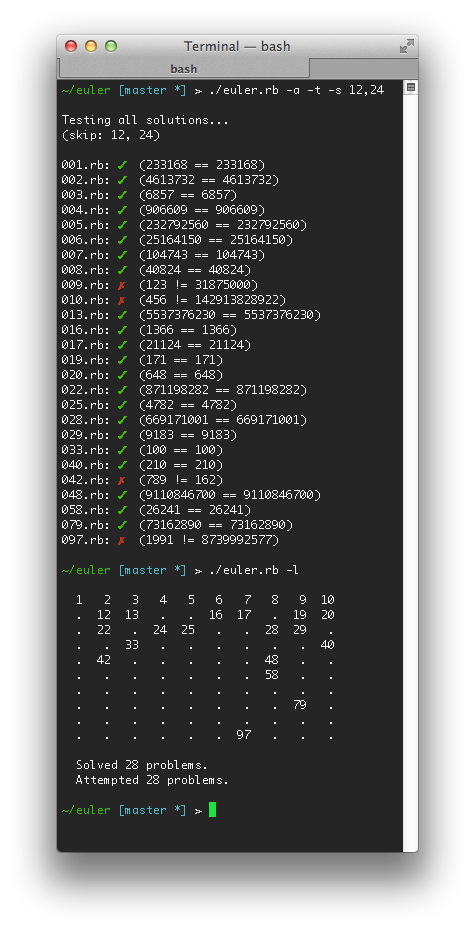 Terminal — bash
bash
~/euler [master *] > ./euler.rb -a -t -s 12,24
Testing all solutions...
(skip: 12, 24)
001.rb: ✓ (233168 == 233168)
002.rb: ✓ (4613732 == 4613732)
003.rb: ✓ (6857 == 6857)
004.rb: ✓ (906609 == 906609)
005.rb: ✓ (232792560 == 232792560)
006.rb: ✓ (25164150 == 25164150)
007.rb: ✓ (104743 == 104743)
008.rb: ✓ (40824 == 40824)
009.rb: ✗ (123 != 31875000)
010.rb: ✗ (456 != 142913828922)
013.rb: ✓ (5537376230 == 5537376230)
016.rb: ✓ (1366 == 1366)
017.rb: ✓ (21124 == 21124)
019.rb: ✓ (171 == 171)
020.rb: ✓ (648 == 648)
022.rb: ✓ (871198282 == 871198282)
025.rb: ✓ (4782 == 4782)
028.rb: ✓ (669171001 == 669171001)
029.rb: ✓ (9183 == 9183)
033.rb: ✓ (100 == 100)
040.rb: ✓ (210 == 210)
042.rb: ✗ (789 != 162)
048.rb: ✓ (9110846700 == 9110846700)
058.rb: ✓ (26241 == 26241)
079.rb: ✓ (73162890 == 73162890)
097.rb: ✗ (1991 != 8739992577)
~/euler [master *] > ./euler.rb -l
1 2 3 4 5 6 7 8 9 10
. 12 13 . . 16 17 . 19 20
. 22 . 24 25 . . 28 29 .
. . 33 . . . . . . 40
. 42 . . . . . 48 . .
. . . . . . . 58 . .
. . . . . . . . . .
. . . . . . . . 79 .
. . . . . . . . . .
. . . . . . 97 . . .
Solved 28 problems.
Attempted 28 problems.
~/euler [master *] >